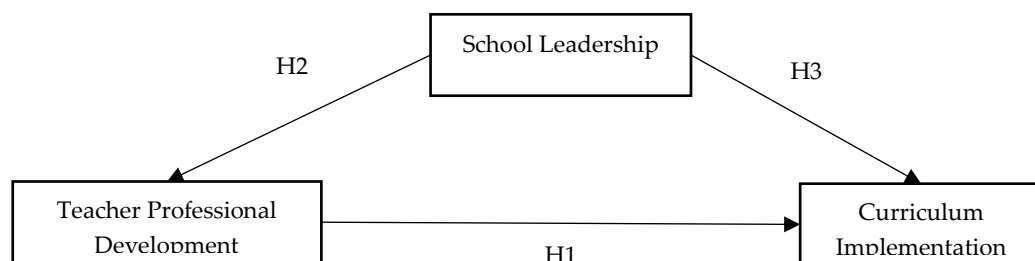 School Leadership
H2
H3
Teacher Professional
Development
Curriculum
Implementation
H1